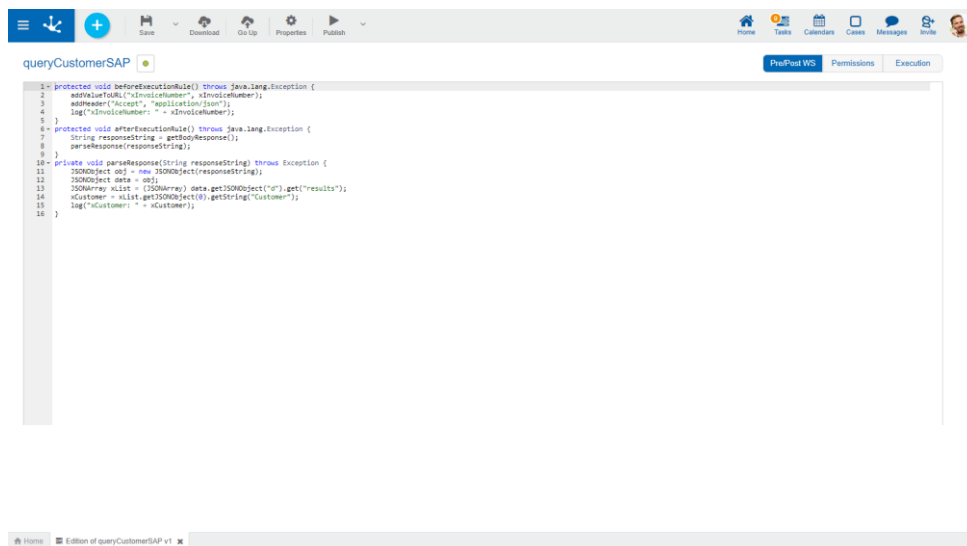 Save
Download
Go Up
Properties
Publish
Home
6 Tasks
Calendars
Cases
Messages
Invite
queryCustomerSAP
Pre/Post WS
Permissions
Execution
1 protected void beforeExecutionRule() throws java.lang.Exception {
2 addValueToURL("xInvoiceNumber", xInvoiceNumber);
3 addHeader("Accept", "application/json");
4 log("xInvoiceNumber: " + xInvoiceNumber);
5 }
6 protected void afterExecutionRule() throws java.lang.Exception {
7 String responseString = getBodyResponse();
8 parseResponse(responseString);
9 }
10 private void parseResponse(String responseString) throws Exception {
11 JSONObject obj = new JSONObject(responseString);
12 JSONObject data = obj;
13 JSONArray xList = (JSONArray) data.getJSONObject("d").get("results");
14 xCustomer = xList.getJSONObject(0).getString("Customer");
15 log("xCustomer: " + xCustomer);
16 }
Home
Edition of queryCustomerSAP v1